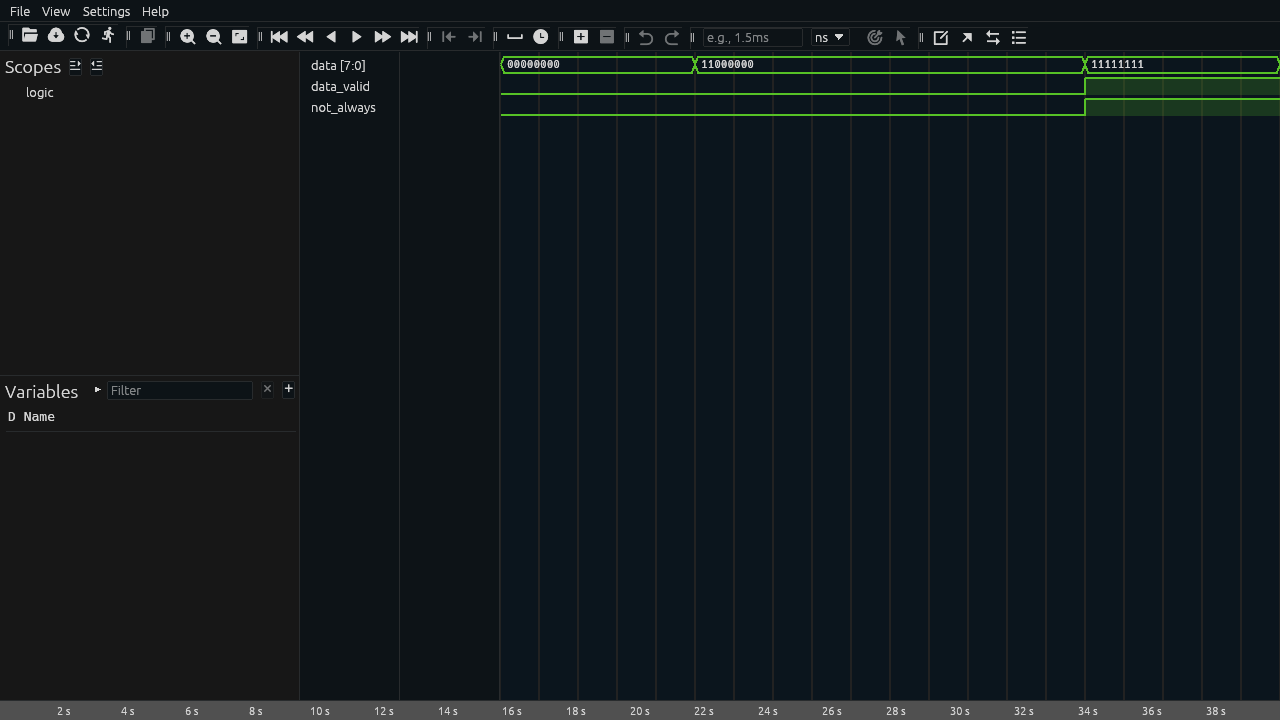 File View Settings Help
e.g., 1.5ms ns
Scopes
logic
data [7:0]
data_valid
not_always
00000000 11000000 11111111
Variables Filter
D Name
2 s 4 s 6 s 8 s 10 s 12 s 14 s 16 s 18 s 20 s 22 s 24 s 26 s 28 s 30 s 32 s 34 s 36 s 38 s